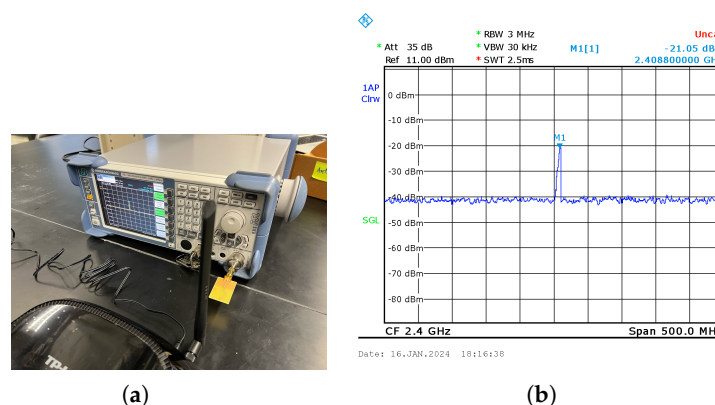 * RBW 3 MHz Unca
* Att 35 dB * VBW 30 kHz M1[1] -21.05 dB
Ref 11.00 dBm * SWT 2.5ms 2.408800000 GH
1AP
Clrw
0 dBm
-10 dBm
M1
-20 dBm
-30 dBm
-40 dBm
SGL
-50 dBm
-60 dBm
-70 dBm
-80 dBm
CF 2.4 GHz Span 500.0 MH
Date: 16.JAN.2024 18:16:38
(a) (b)